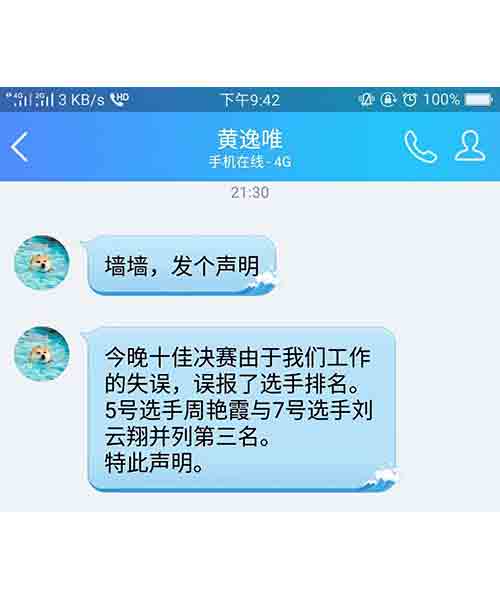 4G 2G 3 KB/s HD 下午9:42 100%
黄逸唯
手机在线 - 4G
21:30
墙墙，发个声明
今晚十佳决赛由于我们工作
的失误，误报了选手排名。
5号选手周艳霞与7号选手刘
云翔并列第三名。
特此声明。